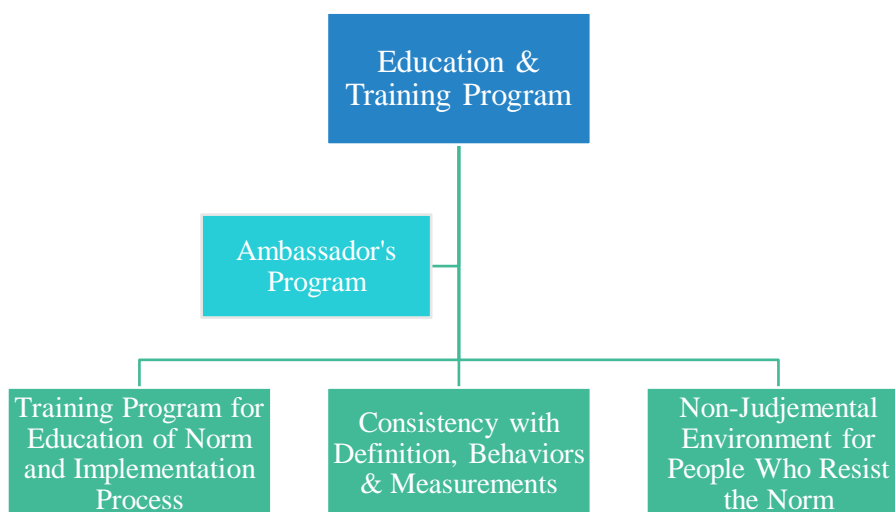 Education &
Training Program
Ambassador's
Program
Training Program for
Education of Norm
and Implementation
Process
Consistency with
Definition, Behaviors
& Measurements
Non-Judjemental
Environment for
People Who Resist
the Norm